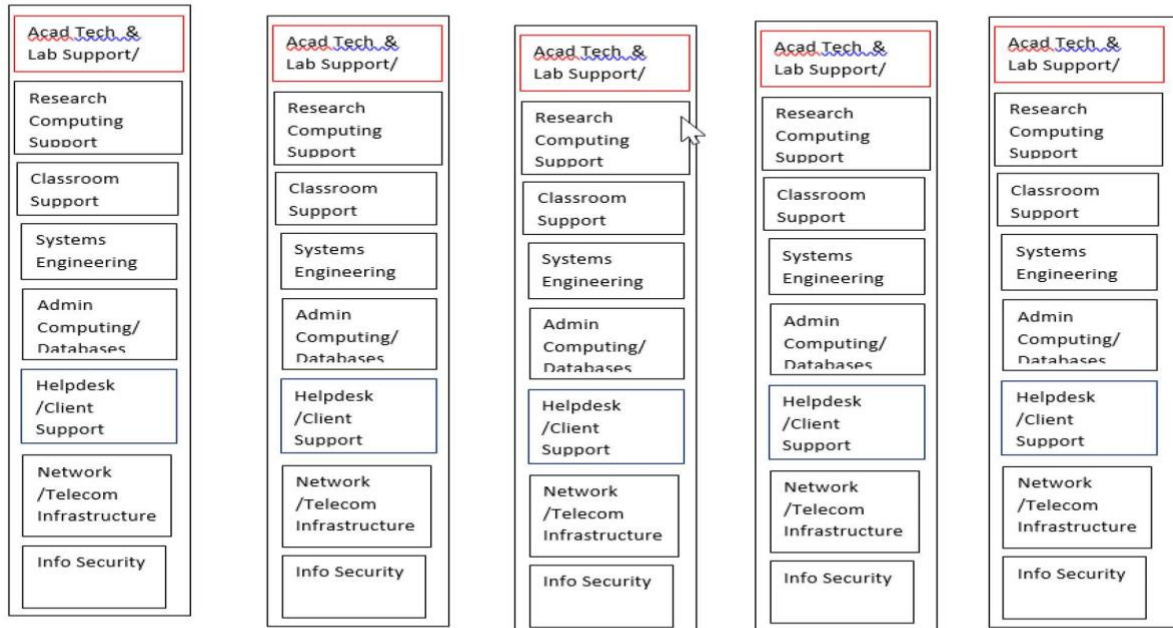 Acad Tech &
Lab Support/
Research
Computing
Support
Classroom
Support
Systems
Engineering
Admin
Computing/
Databases
Helpdesk
/Client
Support
Network
/Telecom
Infrastructure
Info Security
Acad Tech &
Lab Support/
Research
Computing
Support
Classroom
Support
Systems
Engineering
Admin
Computing/
Databases
Helpdesk
/Client
Support
Network
/Telecom
Infrastructure
Info Security
Acad Tech &
Lab Support/
Research
Computing
Support
Classroom
Support
Systems
Engineering
Admin
Computing/
Databases
Helpdesk
/Client
Support
Network
/Telecom
Infrastructure
Info Security
Acad Tech &
Lab Support/
Research
Computing
Support
Classroom
Support
Systems
Engineering
Admin
Computing/
Databases
Helpdesk
/Client
Support
Network
/Telecom
Infrastructure
Info Security
Acad Tech &
Lab Support/
Research
Computing
Support
Classroom
Support
Systems
Engineering
Admin
Computing/
Databases
Helpdesk
/Client
Support
Network
/Telecom
Infrastructure
Info Security